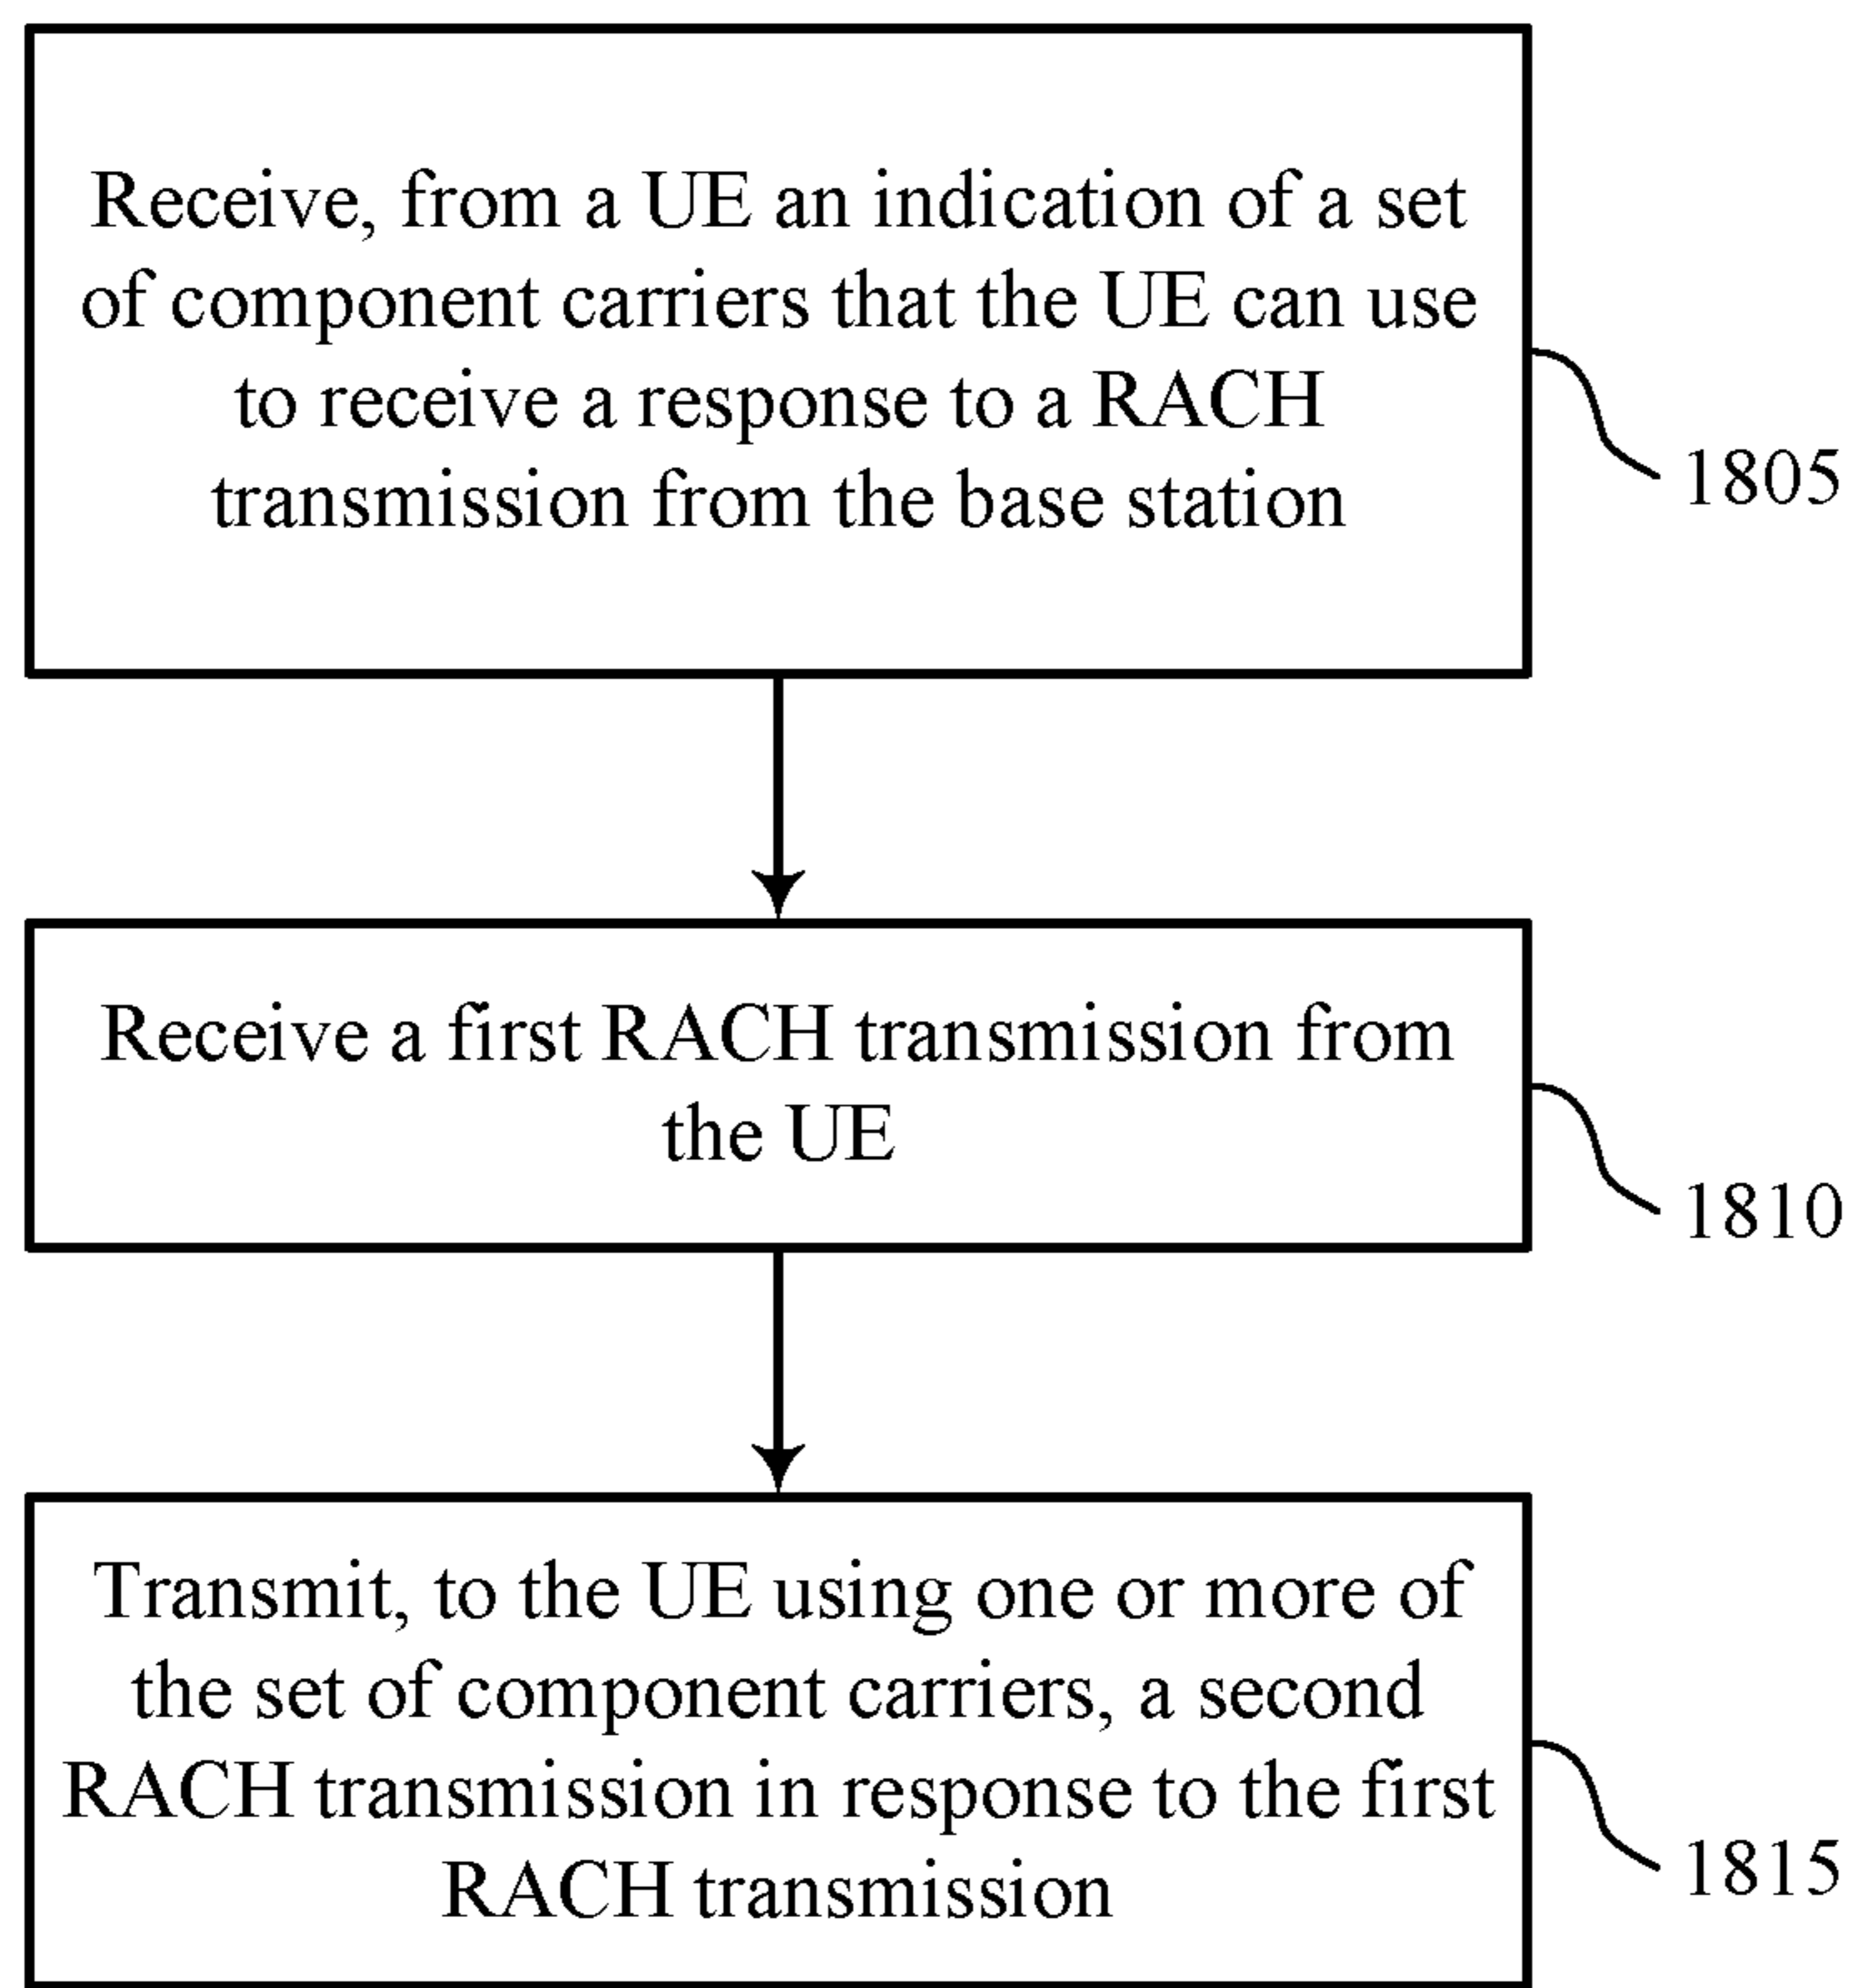 Receive, from a UE an indication of a set
of component carriers that the UE can use
to receive a response to a RACH
transmission from the base station
1805
Receive a first RACH transmission from
the UE
1810
Transmit, to the UE using one or more of
the set of component carriers, a second
RACH transmission in response to the first
RACH transmission
1815